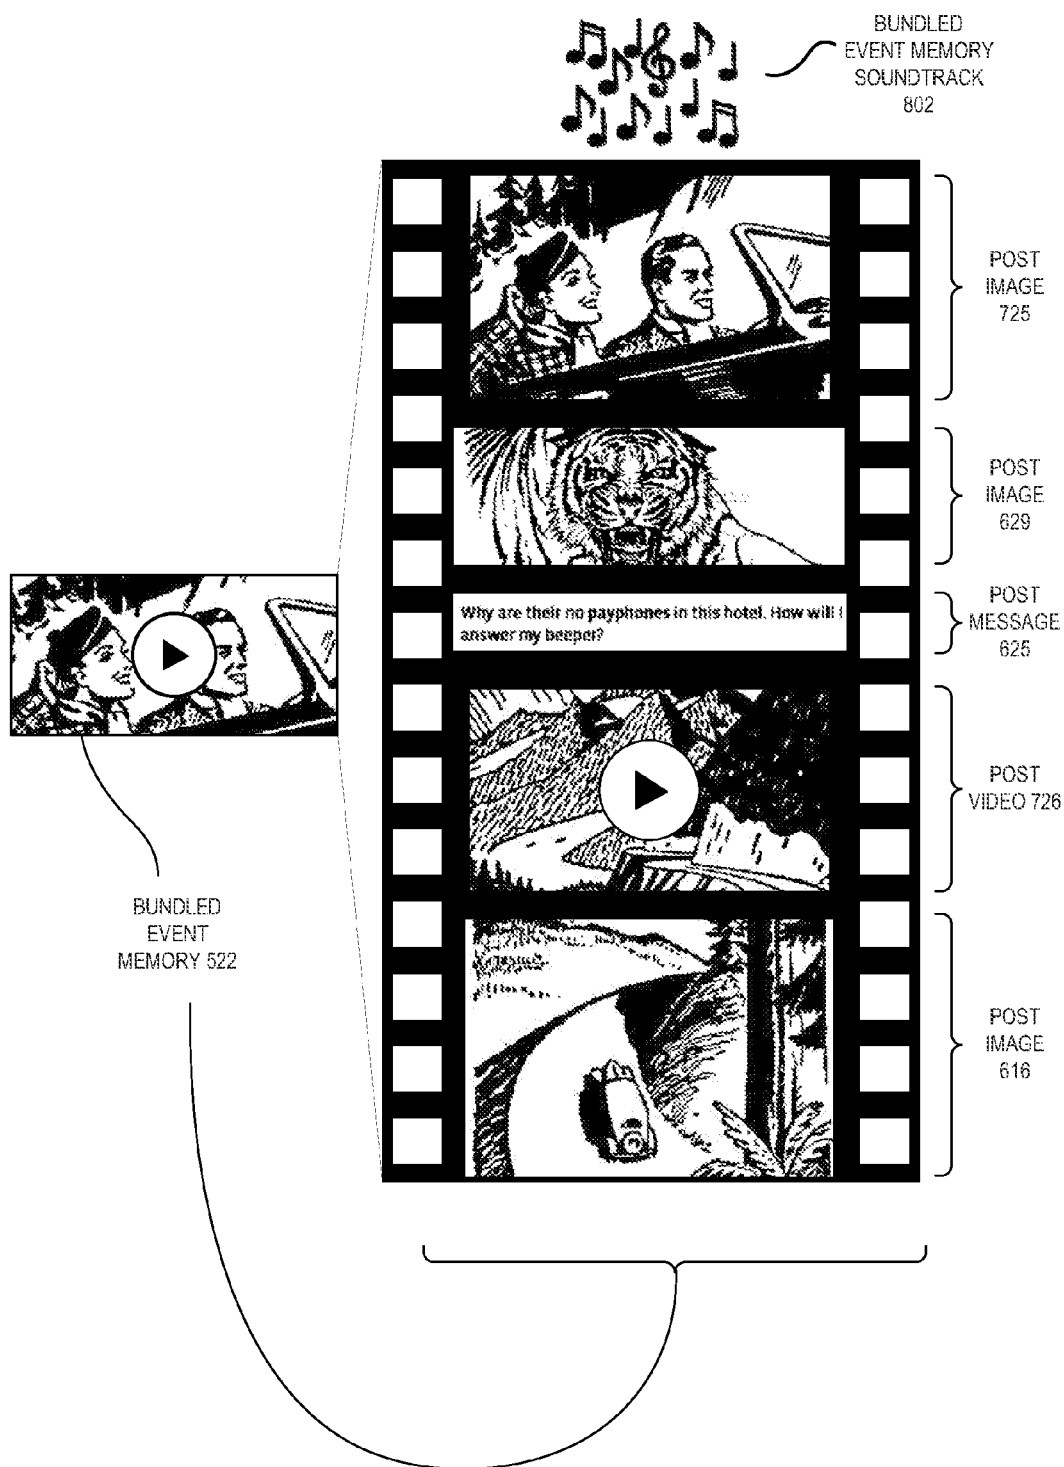 BUNDLED
EVENT MEMORY
SOUNDTRACK
802
POST
IMAGE
725
POST
IMAGE
629
Why are their no payphones in this hotel. How will I
answer my beeper?
POST
MESSAGE
625
POST
VIDEO 726
BUNDLED
EVENT
MEMORY 522
POST
IMAGE
616